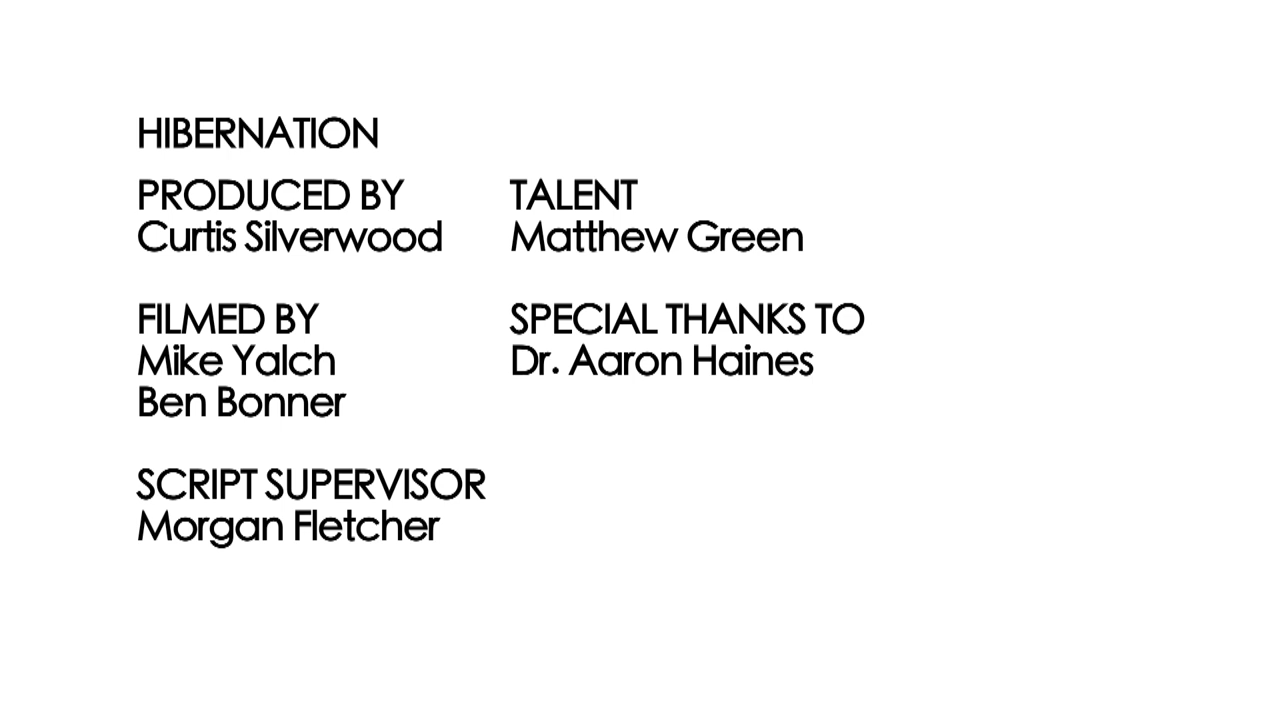 HIBERNATION
PRODUCED BY
Curtis Silverwood
FILMED BY
Mike Yalch
Ben Bonner
SCRIPT SUPERVISOR
Morgan Fletcher
TALENT
Matthew Green
SPECIAL THANKS TO
Dr. Aaron Haines